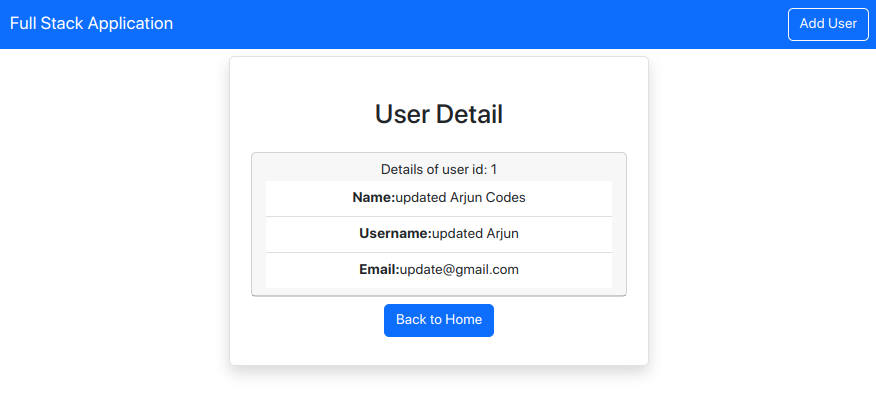 Full Stack Application
Add User
User Detail
Details of user id: 1
Name:updated Arjun Codes
Username:updated Arjun
Email:update@gmail.com
Back to Home